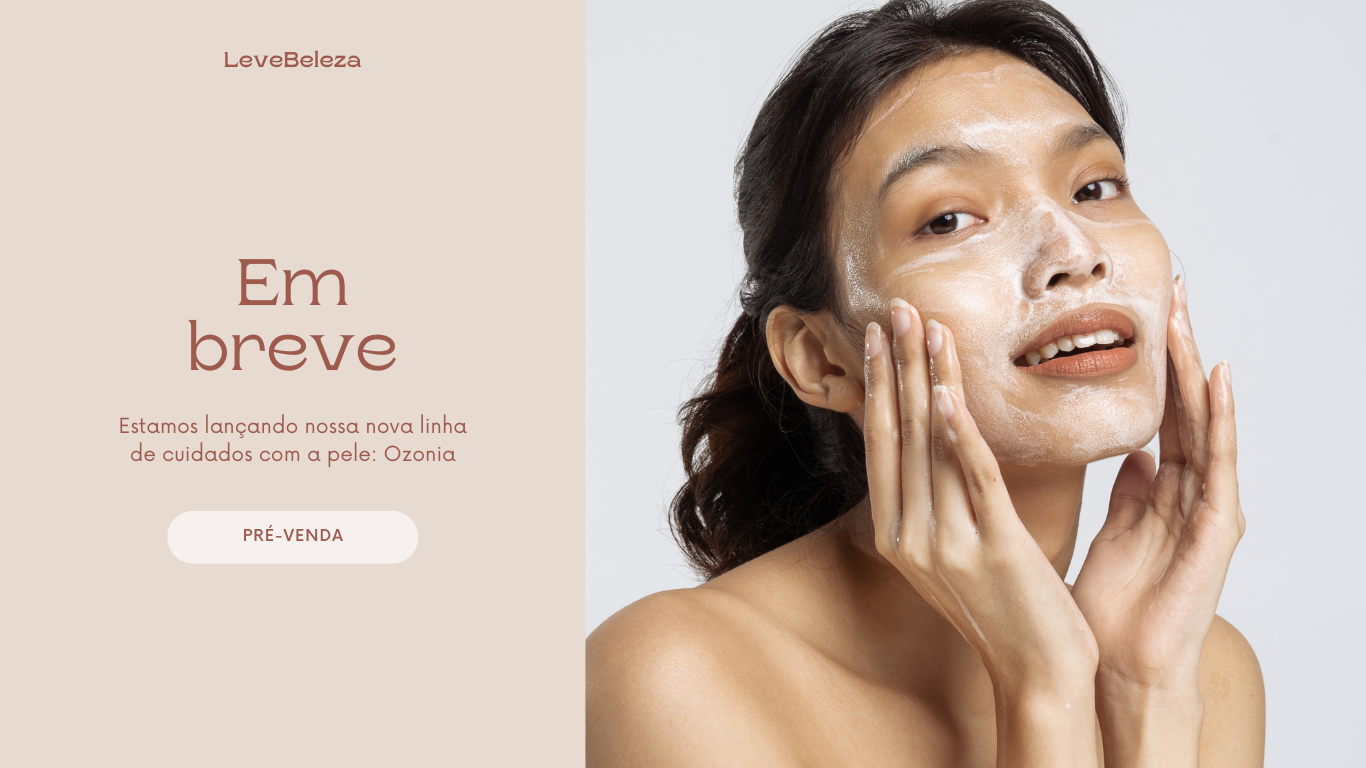 LeveBeleza
Em
breve
Estamos lançando nossa nova linha
de cuidados com a pele: Ozonia
PRÉ-VENDA